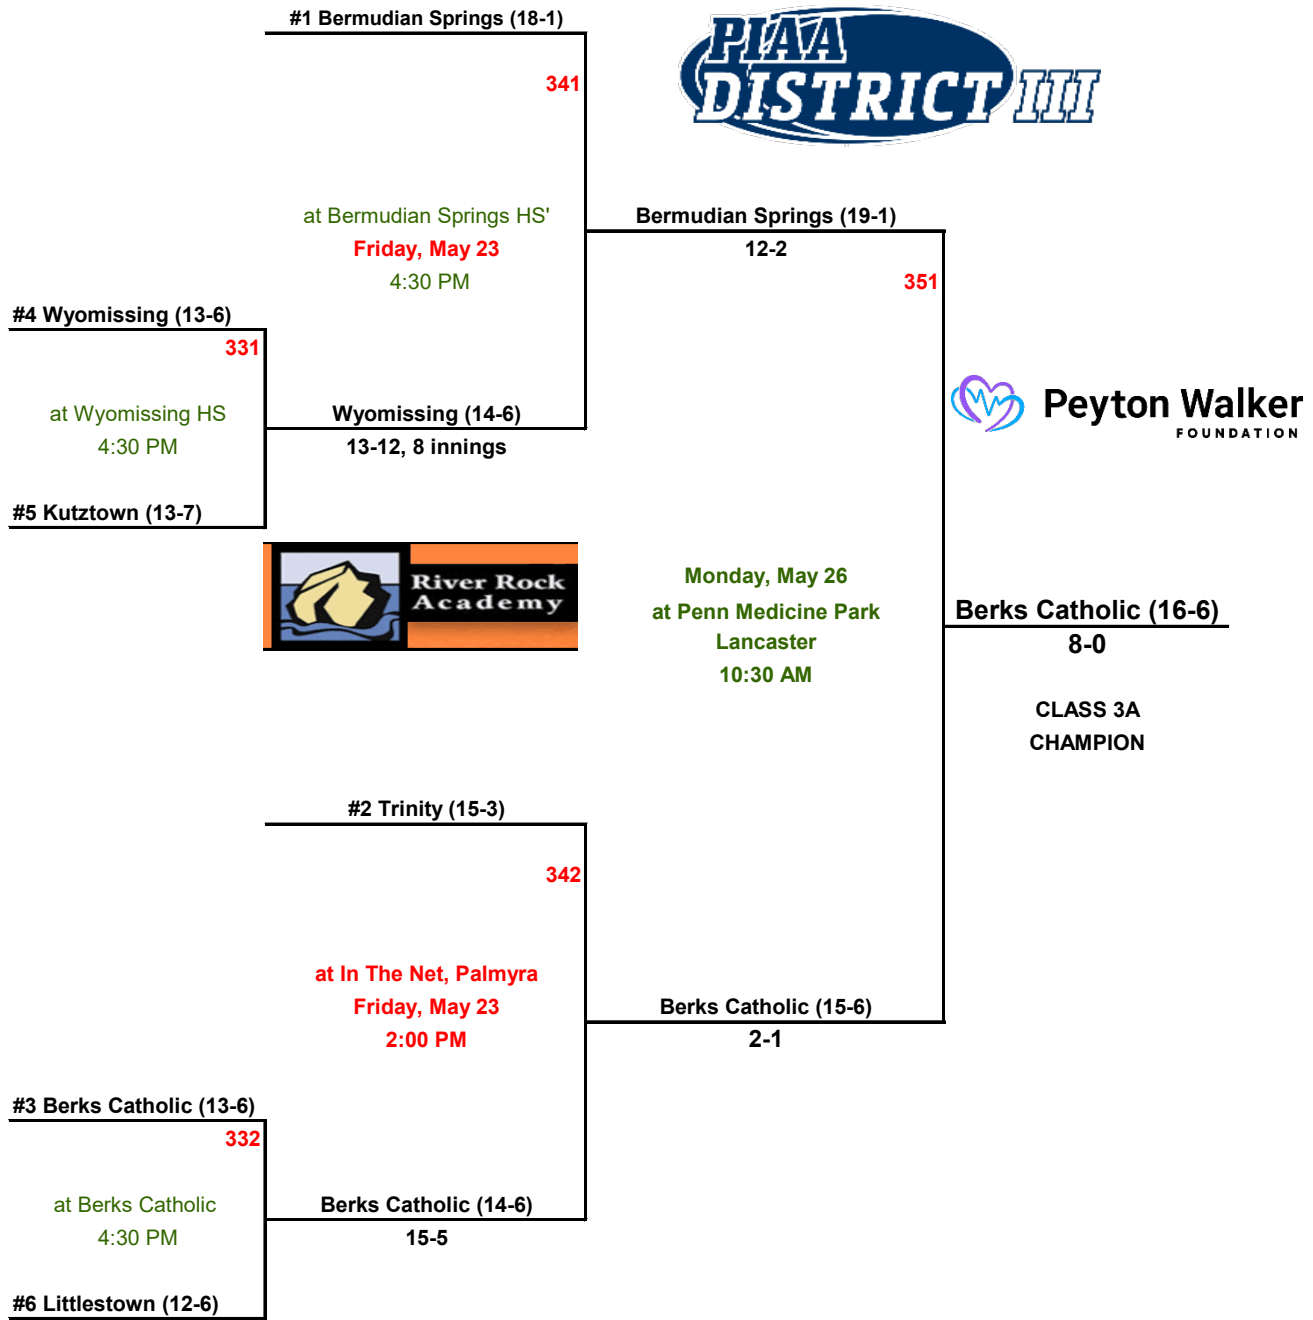 #1 Bermudian Springs (18-1)
PIAA
DISTRICT III
341
at Bermudian Springs HS'
Friday, May 23
4:30 PM
Bermudian Springs (19-1)
12-2
351
#4 Wyomissing (13-6)
331
at Wyomissing HS
4:30 PM
Wyomissing (14-6)
13-12, 8 innings
#5 Kutztown (13-7)
Peyton Walker
FOUNDATION
River Rock
Academy
Monday, May 26
at Penn Medicine Park
Lancaster
10:30 AM
Berks Catholic (16-6)
8-0
CLASS 3A
CHAMPION
#2 Trinity (15-3)
342
at In The Net, Palmyra
Friday, May 23
2:00 PM
Berks Catholic (15-6)
2-1
#3 Berks Catholic (13-6)
332
at Berks Catholic
4:30 PM
Berks Catholic (14-6)
15-5
#6 Littlestown (12-6)